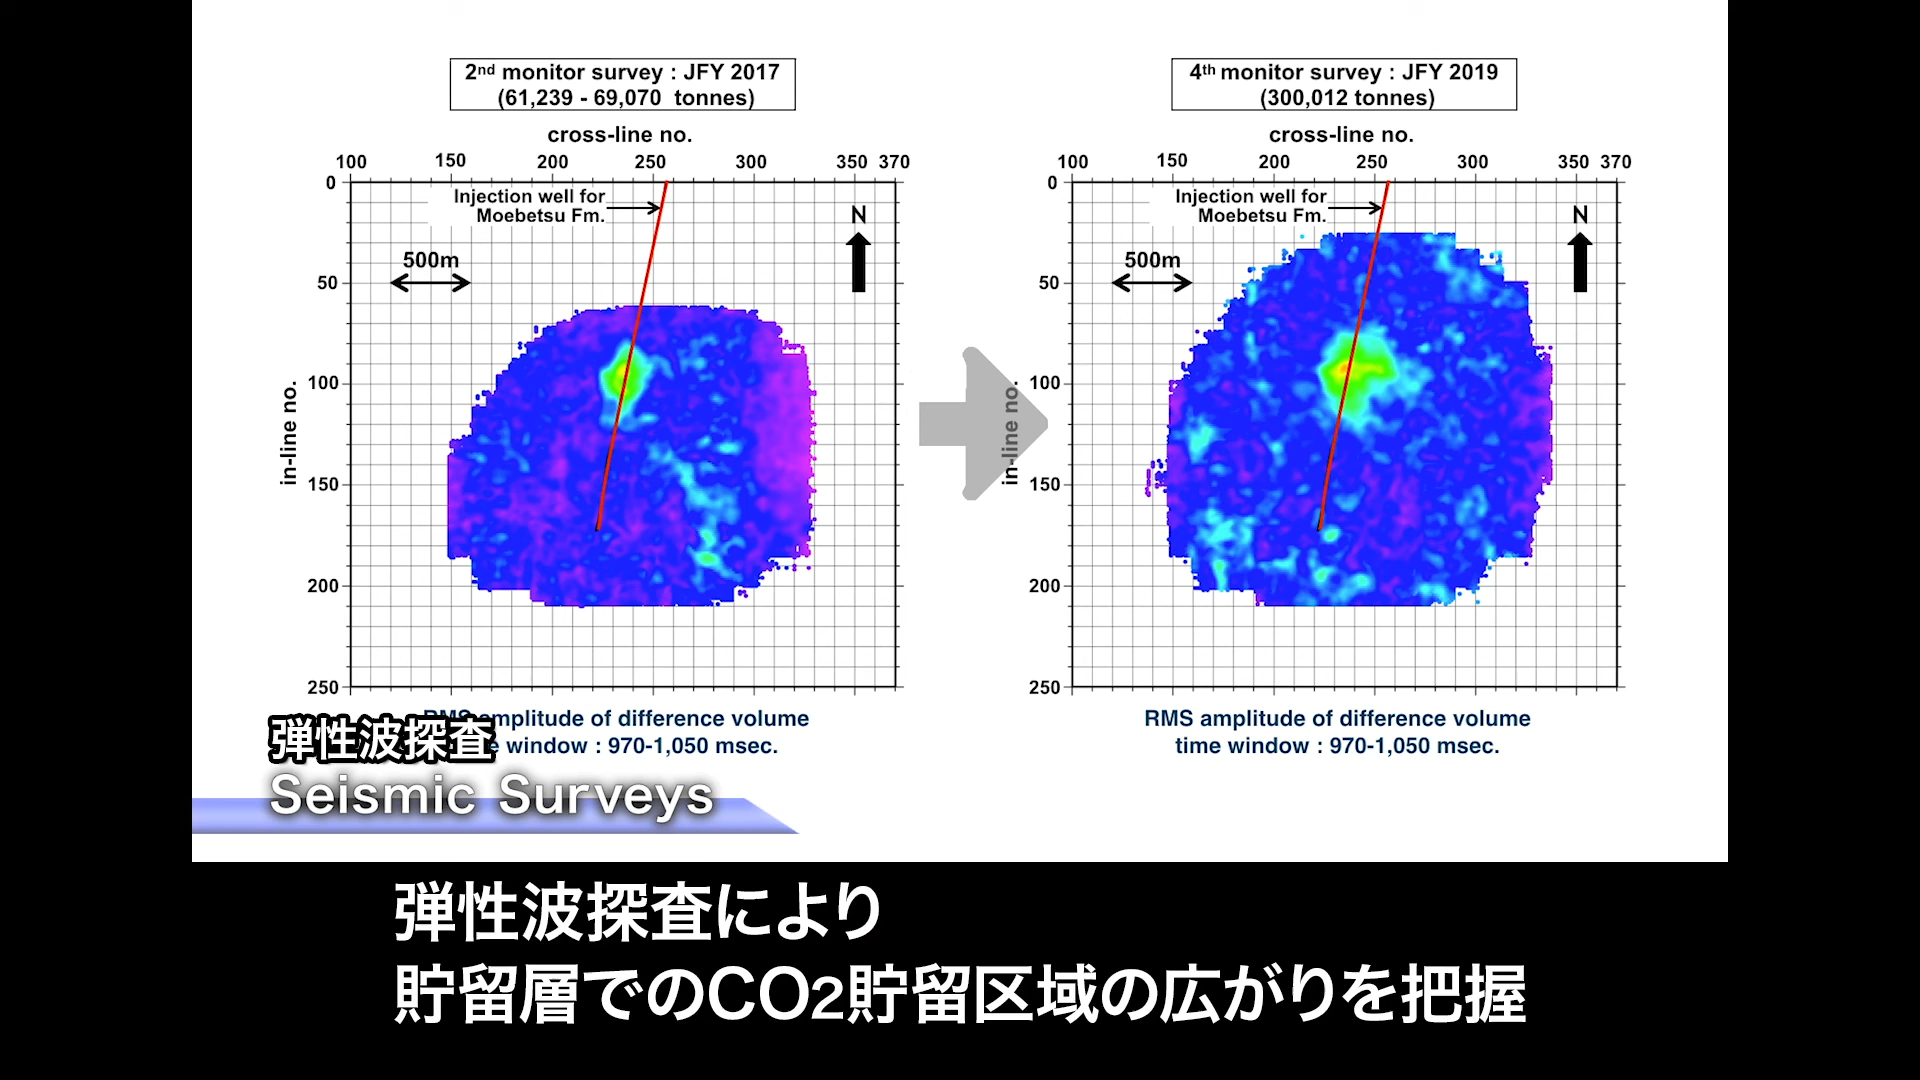 2nd monitor survey : JFY 2017
(61,239 - 69,070 tonnes)
cross-line no.
100 150 200 250 300 350 370
Injection well for
Moebetsu Fm.
N
500m
in-line no.
0
50
100
150
200
250
RMS amplitude of difference volume
e window : 970-1,050 msec.
4th monitor survey : JFY 2019
(300,012 tonnes)
cross-line no.
100 150 200 250 300 350 370
Injection well for
Moebetsu Fm.
N
500m
in-line no.
0
50
100
150
200
250
RMS amplitude of difference volume
time window : 970-1,050 msec.
弾性波探査
Seismic Surveys
弾性波探査により
貯留層でのCO2貯留区域の広がりを把握